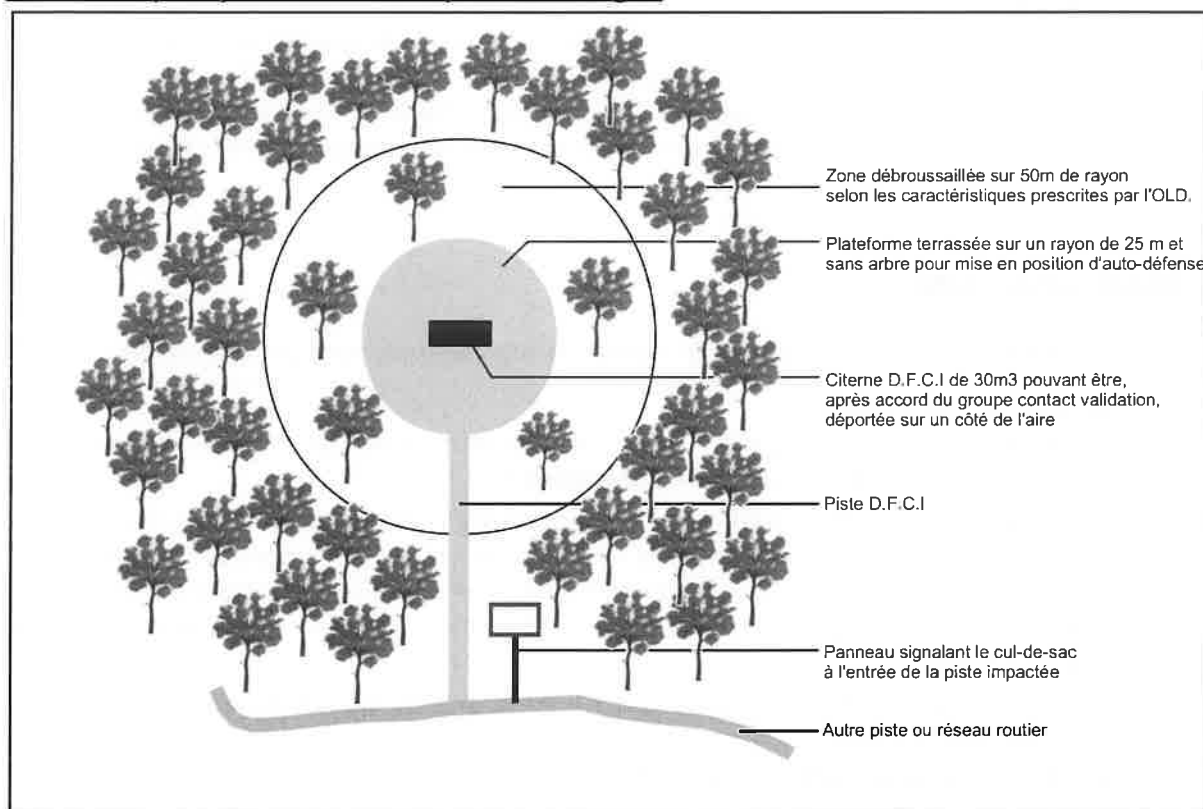 Zone débroussaillée sur 50m de rayon
selon les caractéristiques prescrites par l'OLD.
Plateforme terrassée sur un rayon de 25 m et
sans arbre pour mise en position d'auto-défense
Citerne D.F.C.I de 30m3 pouvant être,
après accord du groupe contact validation,
déportée sur un côté de l'aire
Piste D.F.C.I
Panneau signalant le cul-de-sac
à l'entrée de la piste impactée
Autre piste ou réseau routier